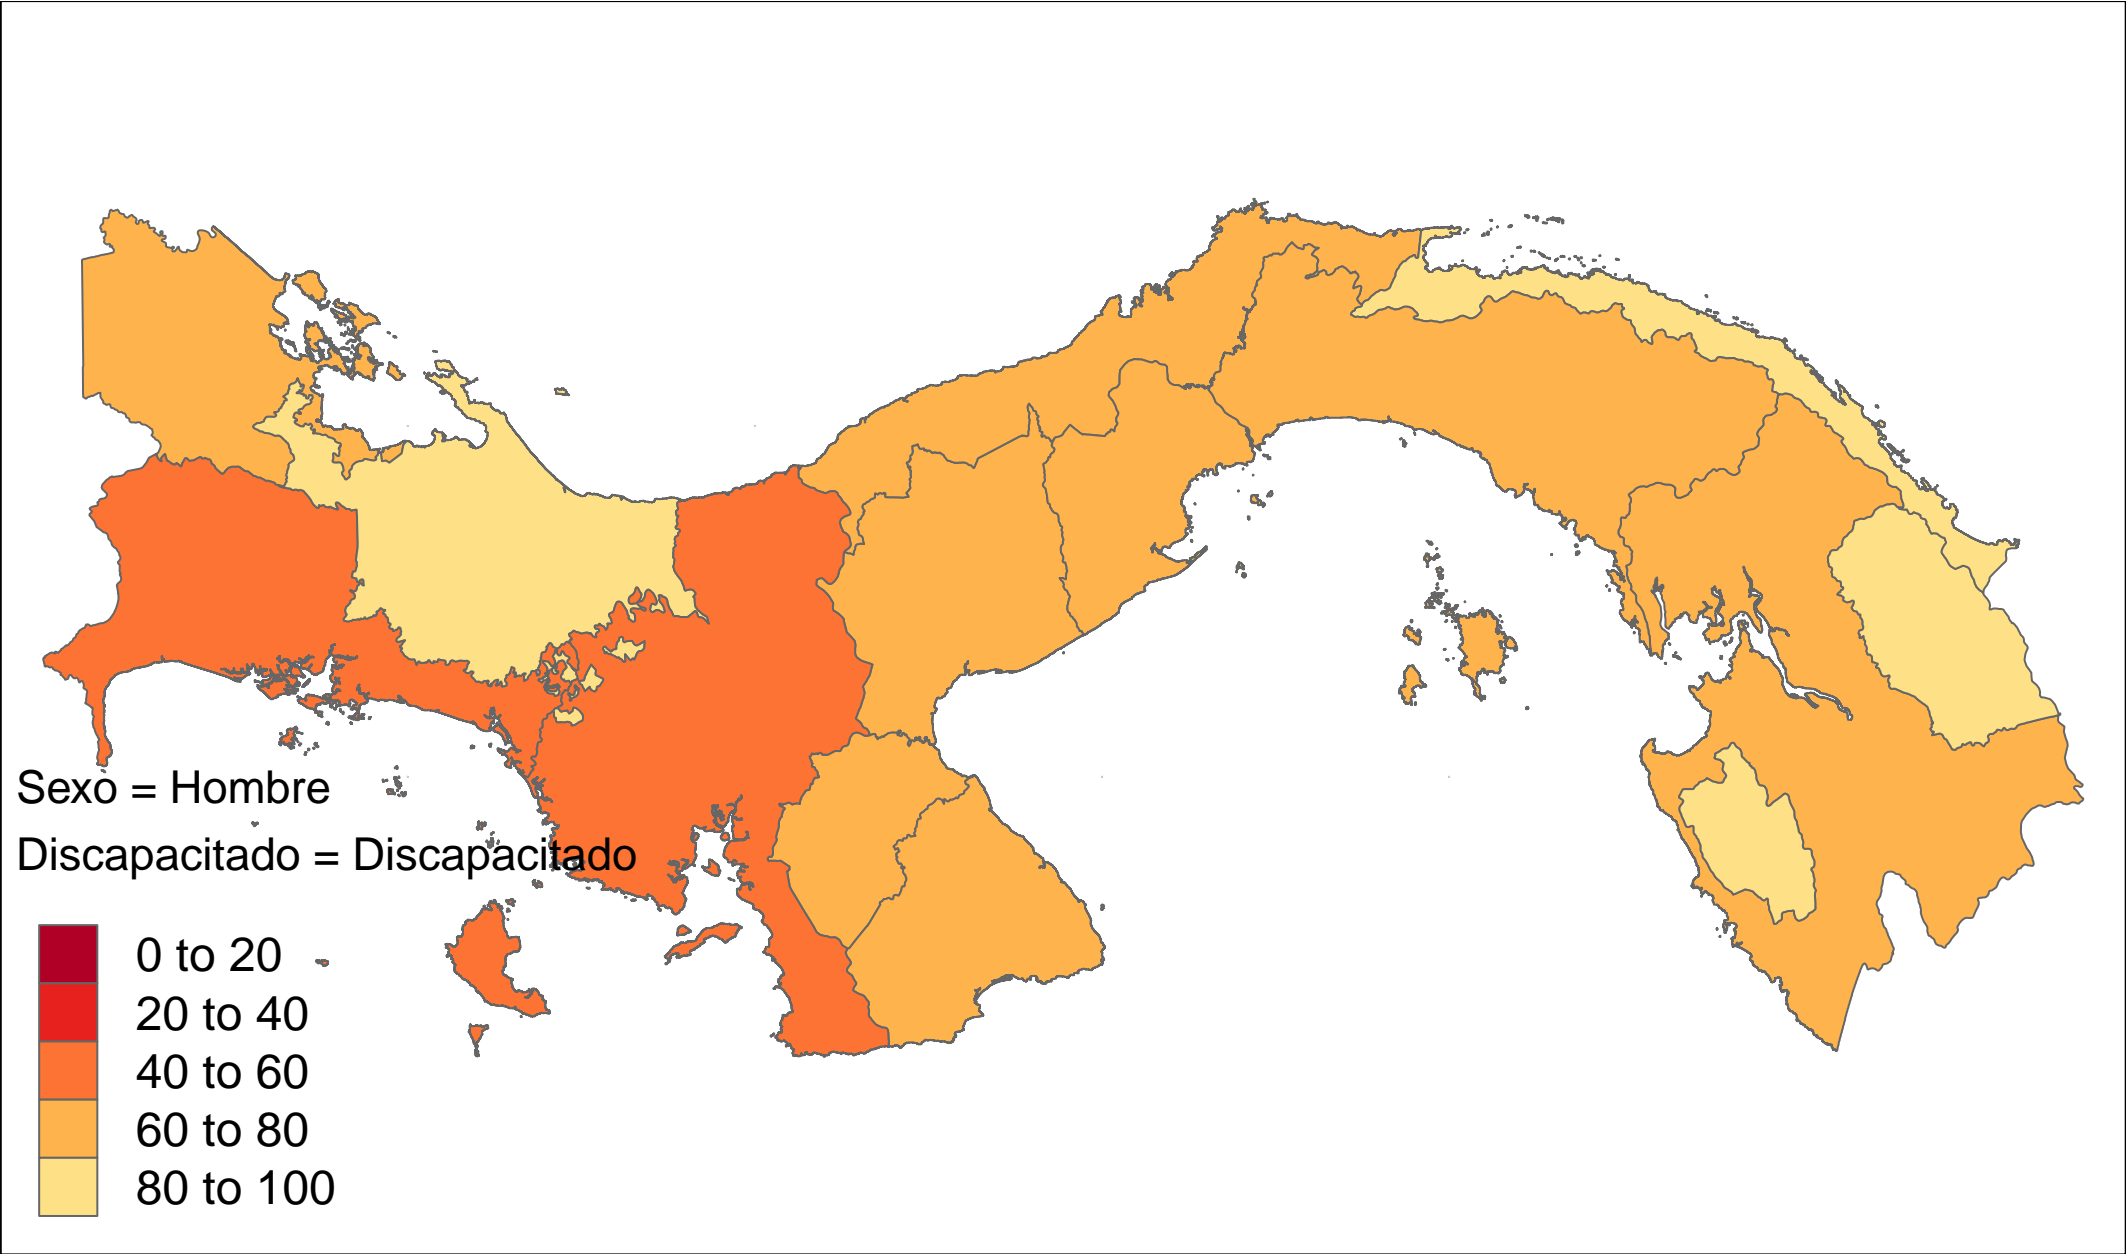 Sexo = Hombre
Discapacitado = Discapacitado
0 to 20
20 to 40
40 to 60
60 to 80
80 to 100